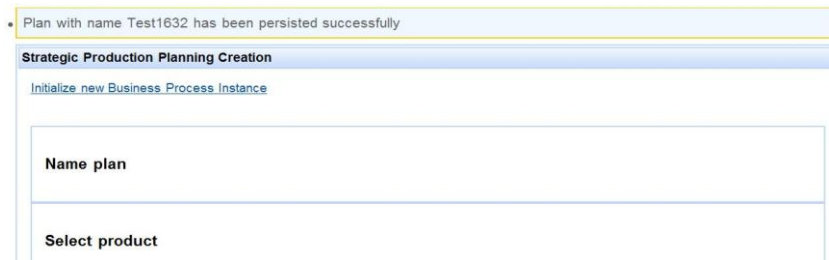 Plan with name Test1632 has been persisted successfully
Strategic Production Planning Creation
Initialize new Business Process Instance
Name plan
Select product